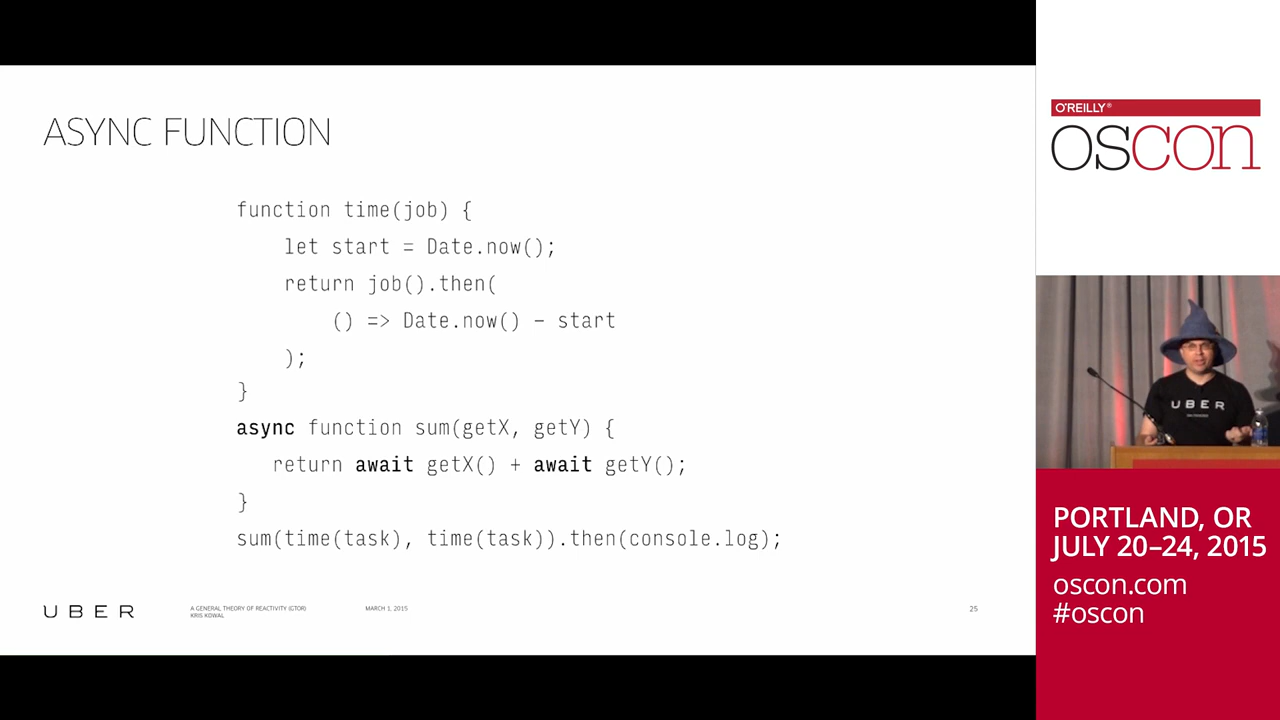 ASYNC FUNCTION
function time(job) {
let start = Date.now();
return job().then(
() => Date.now() – start
);
}
async function sum(getX, getY) {
return await getX() + await getY();
}
sum(time(task), time(task)).then(console.log);
UBER
A GENERAL THEORY OF REACTIVITY (GTOR)
KRIS KOWAL
MARCH 1, 2015
25
O'REILLY®
OSCON
UBER
PORTLAND, OR
JULY 20–24, 2015
oscon.com
#oscon